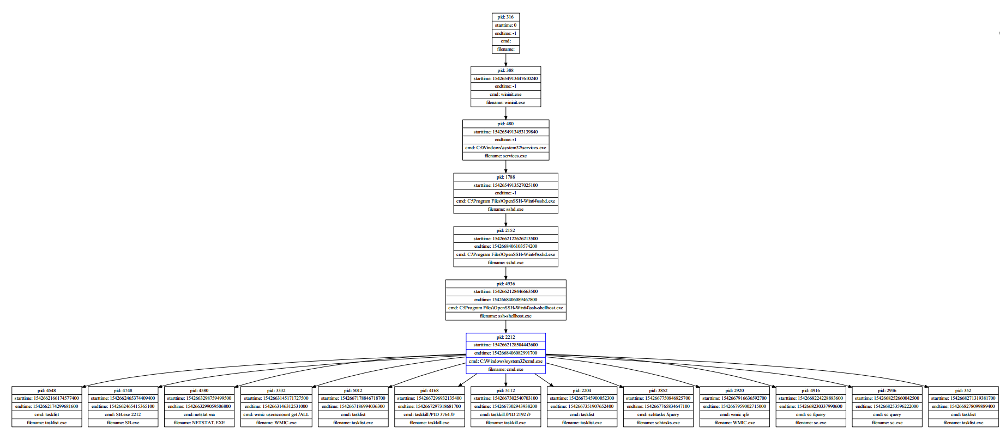 pid: 316
starttime: 0
endtime: -1
cmd:
filename:
pid: 388
starttime: 1542654913447610240
endtime: -1
cmd: wininit.exe
filename: wininit.exe
pid: 480
starttime: 1542654913453139840
endtime: -1
cmd: C:\Windows\system32\services.exe
filename: services.exe
pid: 1788
starttime: 1542654913527025100
endtime: -1
cmd: C:\Program Files\OpenSSH-Win64\sshd.exe
filename: sshd.exe
pid: 2152
starttime: 1542662122626213500
endtime: 1542668406103574200
cmd: C:\Program Files\OpenSSH-Win64\sshd.exe
filename: sshd.exe
pid: 4936
starttime: 1542662128446663500
endtime: 1542668406089467800
cmd: C:\Program Files\OpenSSH-Win64\ssh-shellhost.exe
filename: ssh-shellhost.exe
pid: 2212
starttime: 1542662128504443600
endtime: 1542668406082991700
cmd: C:\Windows\system32\cmd.exe
filename: cmd.exe
pid: 4548
starttime: 1542662166174577400
endtime: 1542662174299681600
cmd: tasklist
filename: tasklist.exe
pid: 4748
starttime: 1542662465374409400
endtime: 1542662465415365100
cmd: SB.exe 2212
filename: SB.exe
pid: 4580
starttime: 1542663298759499500
endtime: 1542663299059506800
cmd: netstat -na
filename: NETSTAT.EXE
pid: 3332
starttime: 1542663145171727500
endtime: 1542663146312531000
cmd: wmic useraccount get /ALL
filename: WMIC.exe
pid: 5012
starttime: 1542667178846718700
endtime: 1542667186994036300
cmd: tasklist
filename: tasklist.exe
pid: 4168
starttime: 1542667296932135400
endtime: 1542667297318681700
cmd: taskkill /PID 3764 /F
filename: taskkill.exe
pid: 5112
starttime: 1542667302540703100
endtime: 1542667302943938200
cmd: taskkill /PID 2192 /F
filename: taskkill.exe
pid: 2204
starttime: 1542667345900052300
endtime: 1542667351907652400
cmd: tasklist
filename: tasklist.exe
pid: 3852
starttime: 1542667750846825700
endtime: 1542667765834647100
cmd: schtasks /query
filename: schtasks.exe
pid: 2920
starttime: 1542667916636592700
endtime: 1542667959002715000
cmd: wmic qfe
filename: WMIC.exe
pid: 4916
starttime: 1542668224228883600
endtime: 1542668230337990600
cmd: sc /query
filename: sc.exe
pid: 2936
starttime: 1542668252660042500
endtime: 1542668253596222000
cmd: sc query
filename: sc.exe
pid: 352
starttime: 1542668271319381700
endtime: 1542668278099889400
cmd: tasklist
filename: tasklist.exe